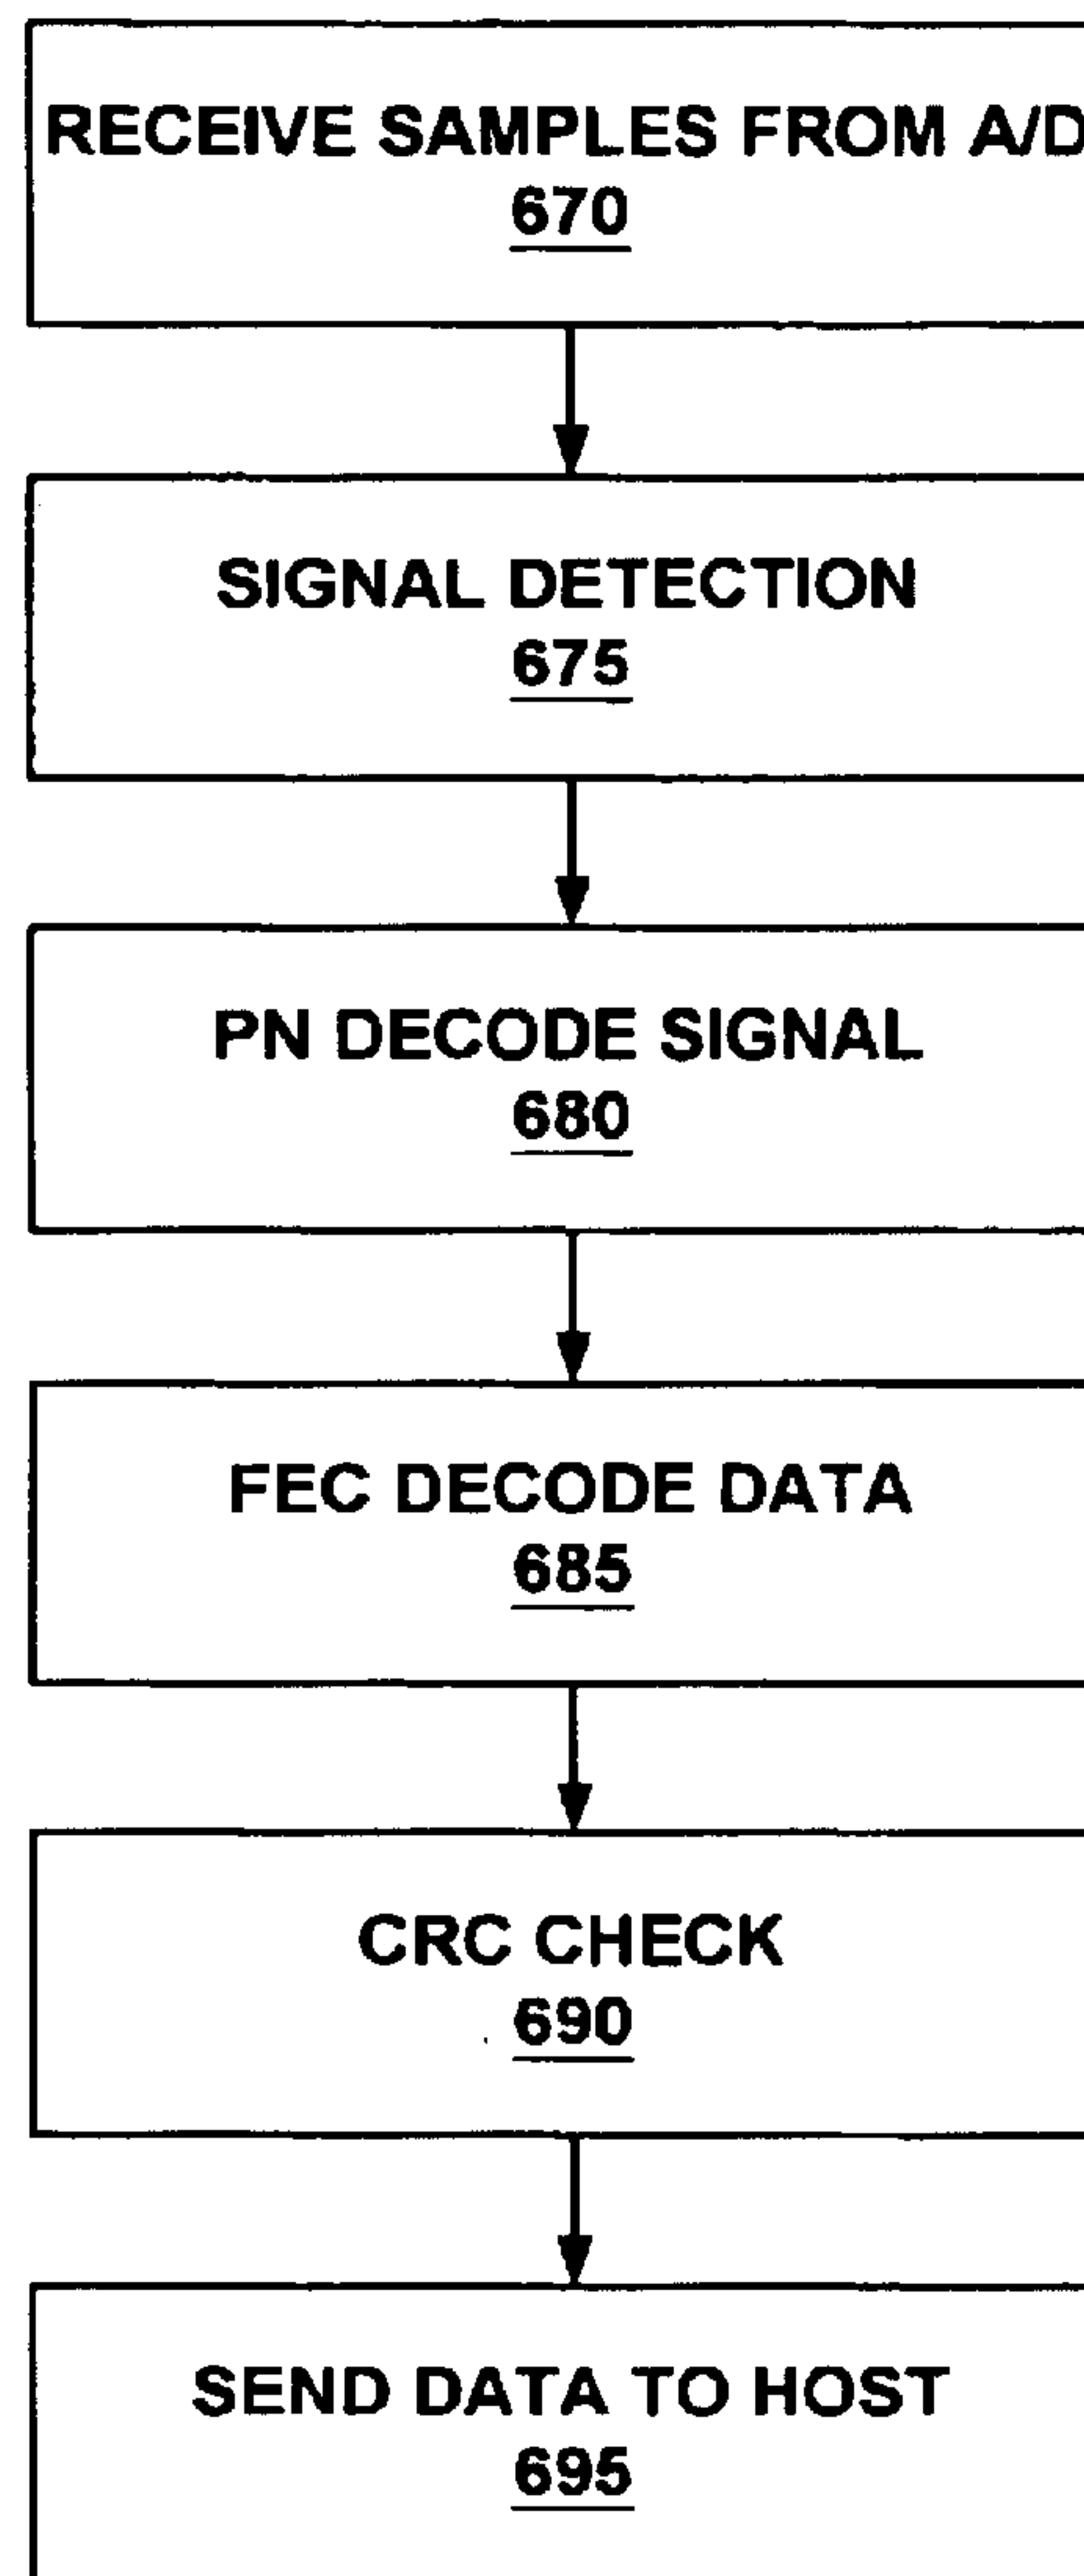 RECEIVE SAMPLES FROM A/D
670
SIGNAL DETECTION
675
PN DECODE SIGNAL
680
FEC DECODE DATA
685
CRC CHECK
690
SEND DATA TO HOST
695